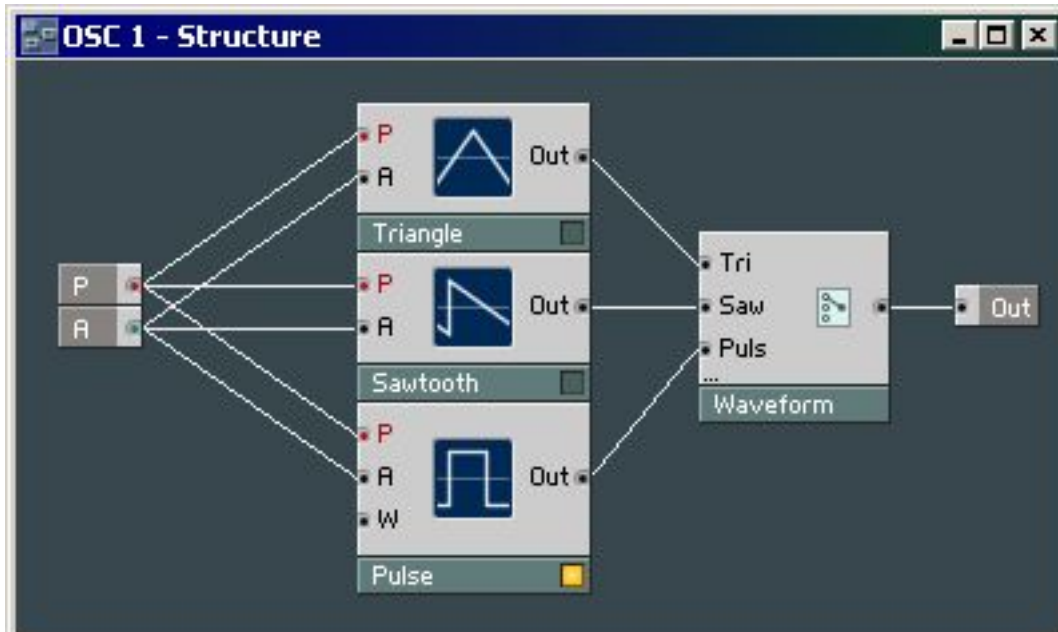 OSC 1 - Structure
P
A
P
A
Out
Triangle
P
A
Out
Sawtooth
P
A
W
Out
Pulse
Tri
Saw
Puls
...
Waveform
Out